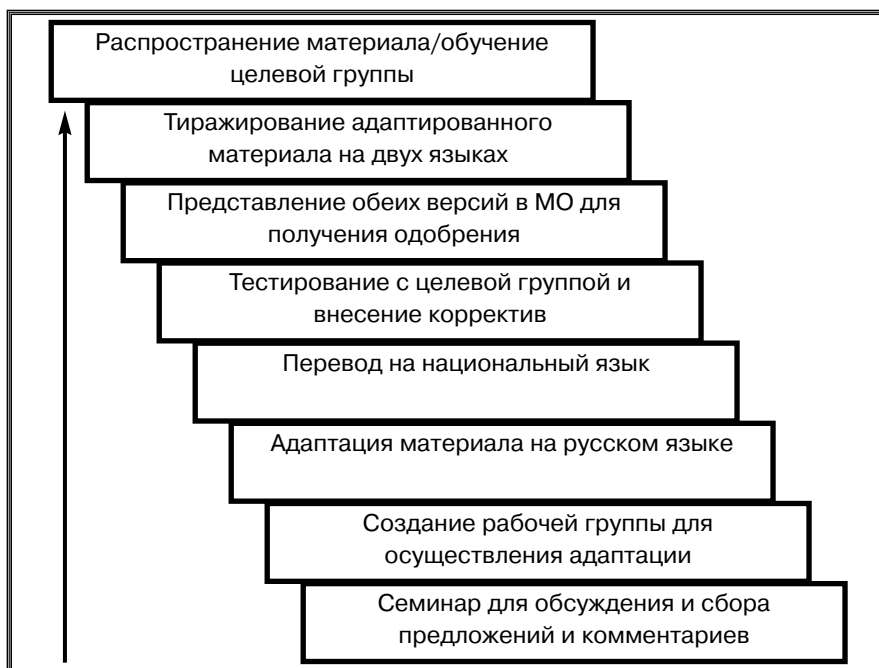 Распространение материала/обучение
целевой группы
Тиражирование адаптированного
материала на двух языках
Представление обеих версий в МО для
получения одобрения
Тестирование с целевой группой и
внесение корректив
Перевод на национальный язык
Адаптация материала на русском языке
Создание рабочей группы для
осуществления адаптации
Семинар для обсуждения и сбора
предложений и комментариев